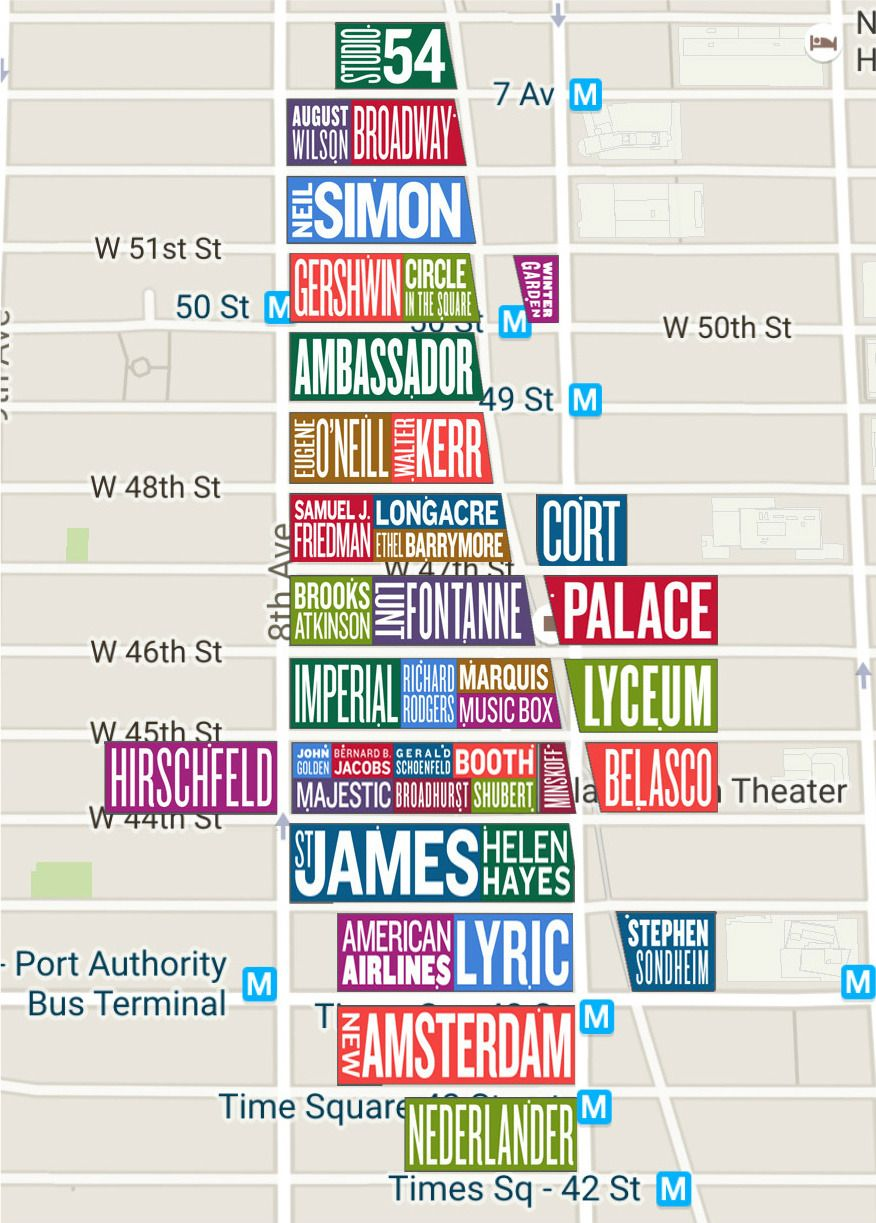 N
H
STUDIO 54
7 Av M
AUGUST WILSON
BROADWAY
NEIL SIMON
W 51st St
GERSHWIN
CIRCLE IN THE SQUARE
WINTER GARDEN
50 St M
50 St M
W 50th St
AMBASSADOR
49 St M
EUGENE O'NEILL
WALTER KERR
W 48th St
SAMUEL J. FRIEDMAN
LONGACRE
ETHEL BARRYMORE
CORT
8th Ave
W 47th St
BROOKS ATKINSON
LUNT FONTANNE
PALACE
W 46th St
IMPERIAL
RICHARD RODGERS
MARQUIS
MUSIC BOX
LYCEUM
W 45th St
HIRSCHFELD
JOHN GOLDEN
BERNARD B. JACOBS
GERALD SCHOENFELD
BOOTH
MAJESTIC
BROADHURST
SHUBERT
MINSKOFF
BELASCO
Theater
W 44th St
ST JAMES
HELEN HAYES
AMERICAN AIRLINES
LYRIC
STEPHEN SONDHEIM
- Port Authority
Bus Terminal M
M
NEW AMSTERDAM
M
Time Square
M
NEDERLANDER
Times Sq - 42 St M